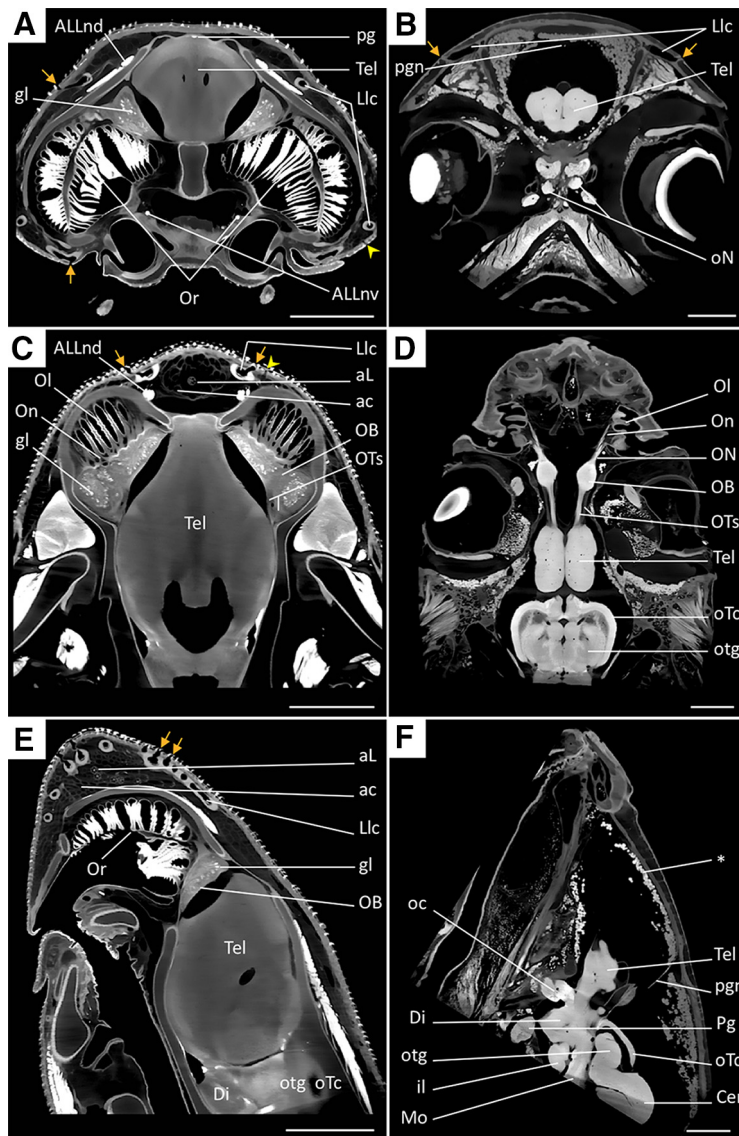 A
ALLnd
pg
Tel
gl
Llc
Or
ALLnv
B
Llc
pgn
Tel
oN
C
ALLnd
Llc
Ol
aL
On
ac
gl
OB
OTs
Tel
D
Ol
On
ON
OB
OTs
Tel
oTc
otg
E
aL
ac
Llc
Or
gl
OB
Tel
Di
otg
oTc
F
*
oc
Tel
pgn
Di
Pg
otg
oTc
il
Cer
Mo